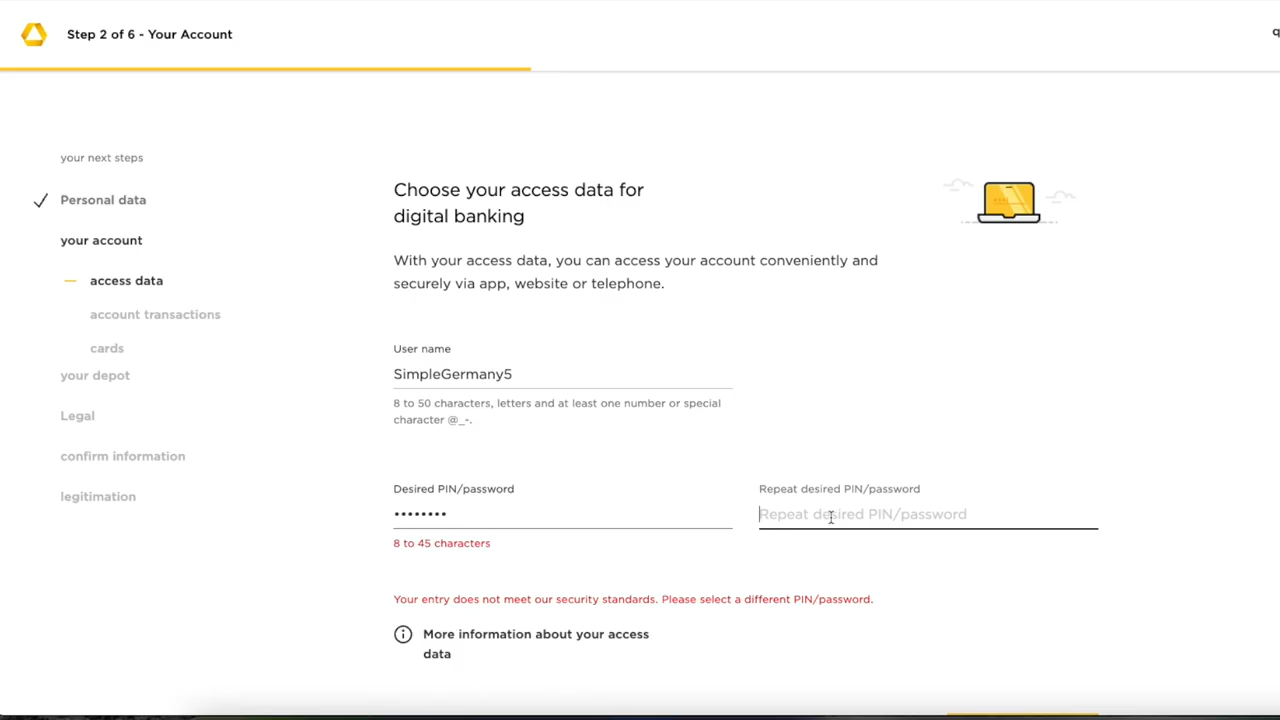 Step 2 of 6 - Your Account
q
your next steps
Personal data
your account
access data
account transactions
cards
your depot
Legal
confirm information
legitimation
Choose your access data for
digital banking
With your access data, you can access your account conveniently and
securely via app, website or telephone.
User name
SimpleGermany5
8 to 50 characters, letters and at least one number or special
character @_-.
Desired PIN/password
••••••••
8 to 45 characters
Repeat desired PIN/password
Repeat desired PIN/password
Your entry does not meet our security standards. Please select a different PIN/password.
More information about your access
data